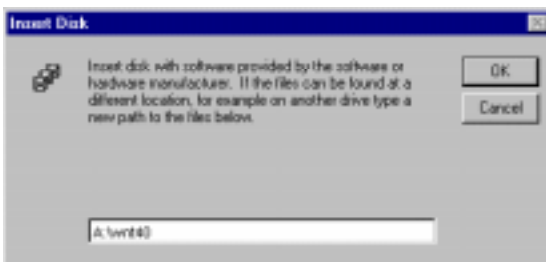 Insert Disk
Insert disk with software provided by the software or
hardware manufacturer. If the files can be found at a
different location, for example on another drive type a
new path to the files below.
OK
Cancel
A:\wnt40